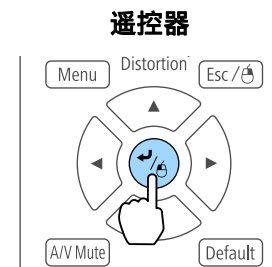 遥控器
Distortion
Menu
Esc/
A/V Mute
Default